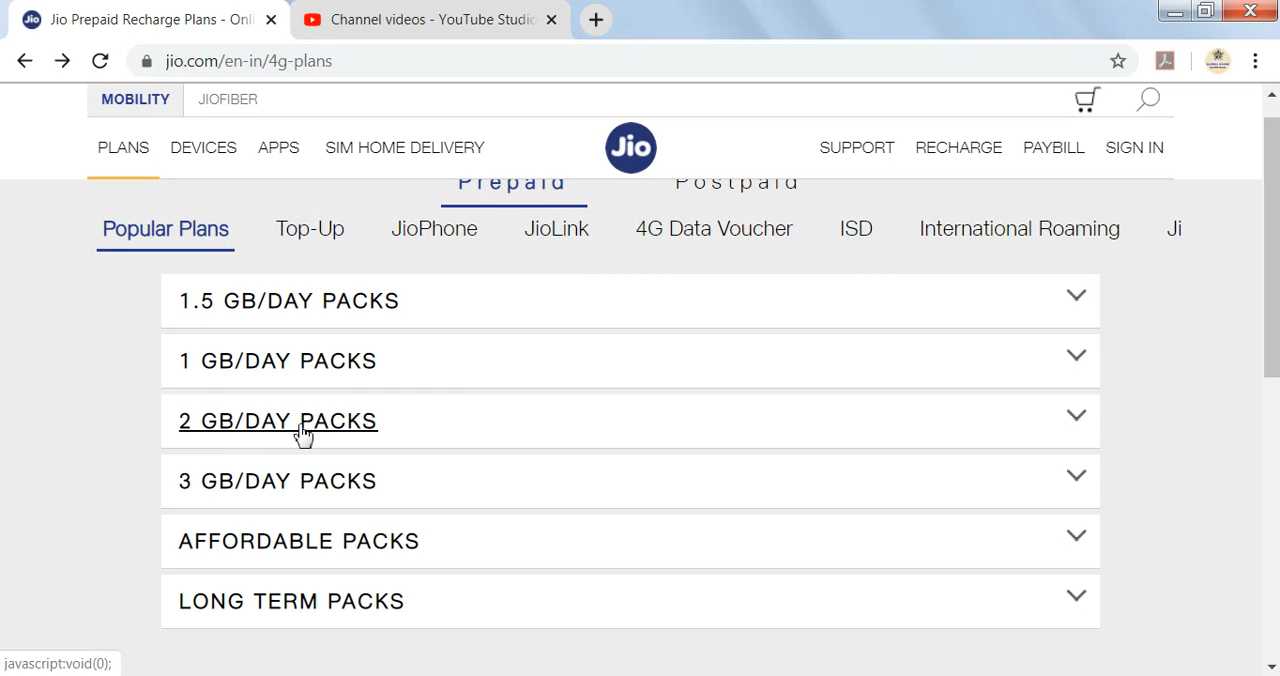 Jio Jio Prepaid Recharge Plans - Onli
Channel videos - YouTube Studio
jio.com/en-in/4g-plans
MOBILITY JIOFIBER
PLANS DEVICES APPS SIM HOME DELIVERY Jio SUPPORT RECHARGE PAYBILL SIGN IN
Prepaid Postpaid
Popular Plans Top-Up JioPhone JioLink 4G Data Voucher ISD International Roaming Ji
1.5 GB/DAY PACKS
1 GB/DAY PACKS
2 GB/DAY PACKS
3 GB/DAY PACKS
AFFORDABLE PACKS
LONG TERM PACKS
javascript:void(0);